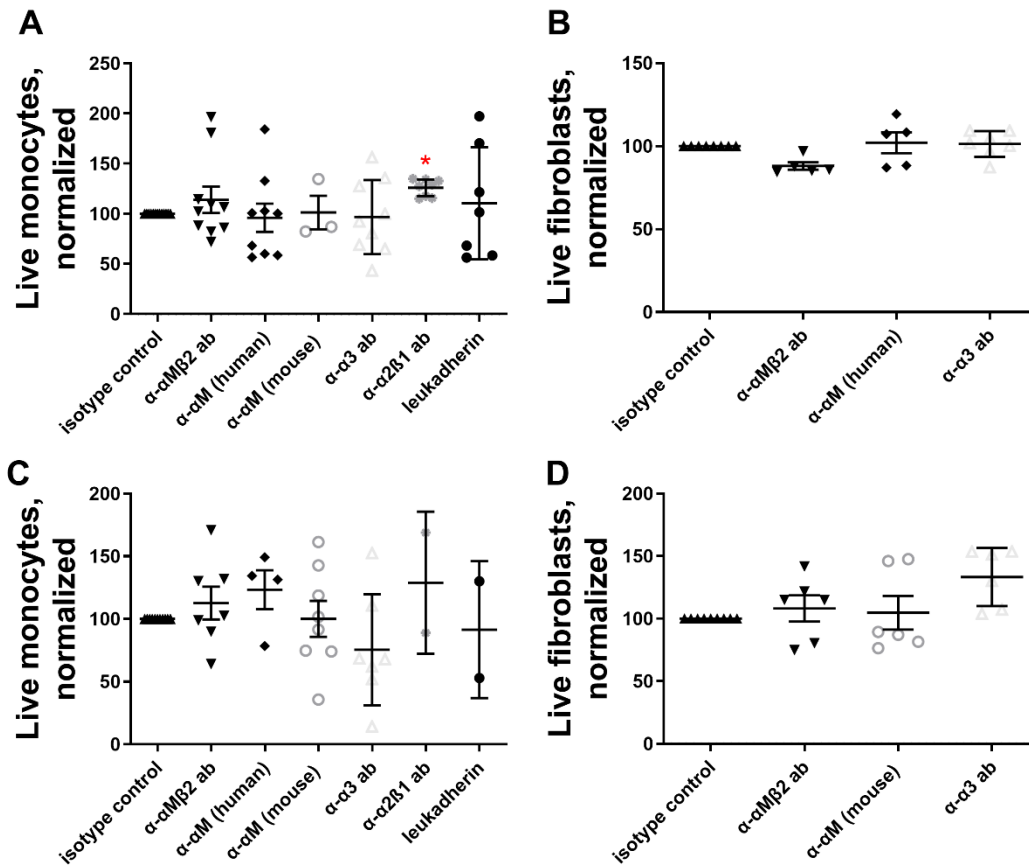 A
Live monocytes,
normalized
250
200
150
100
50
0
*
isotype control
α-αMβ2 ab
α-αM (human)
α-αM (mouse)
α-α3 ab
α-α2ß1 ab
leukadherin
B
Live fibroblasts,
normalized
150
100
50
0
isotype control
α-αMβ2 ab
α-αM (human)
α-α3 ab
C
Live monocytes,
normalized
200
150
100
50
0
isotype control
α-αMβ2 ab
α-αM (human)
α-αM (mouse)
α-α3 ab
α-α2ß1 ab
leukadherin
D
Live fibroblasts,
normalized
200
150
100
50
0
isotype control
α-αMβ2 ab
α-αM (mouse)
α-α3 ab